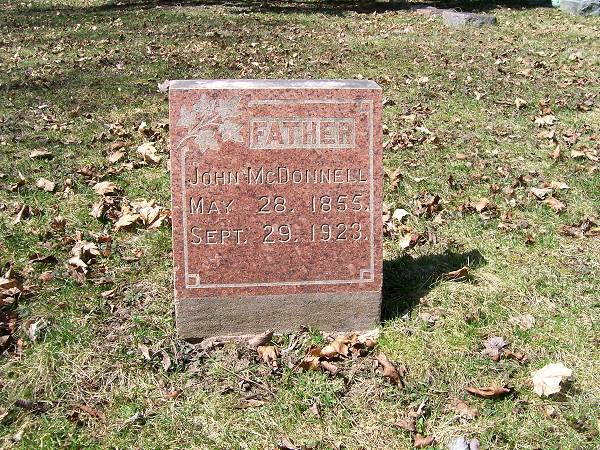 FATHER
JOHN MCDONNELL
MAY 28. 1855.
SEPT. 29. 1923.